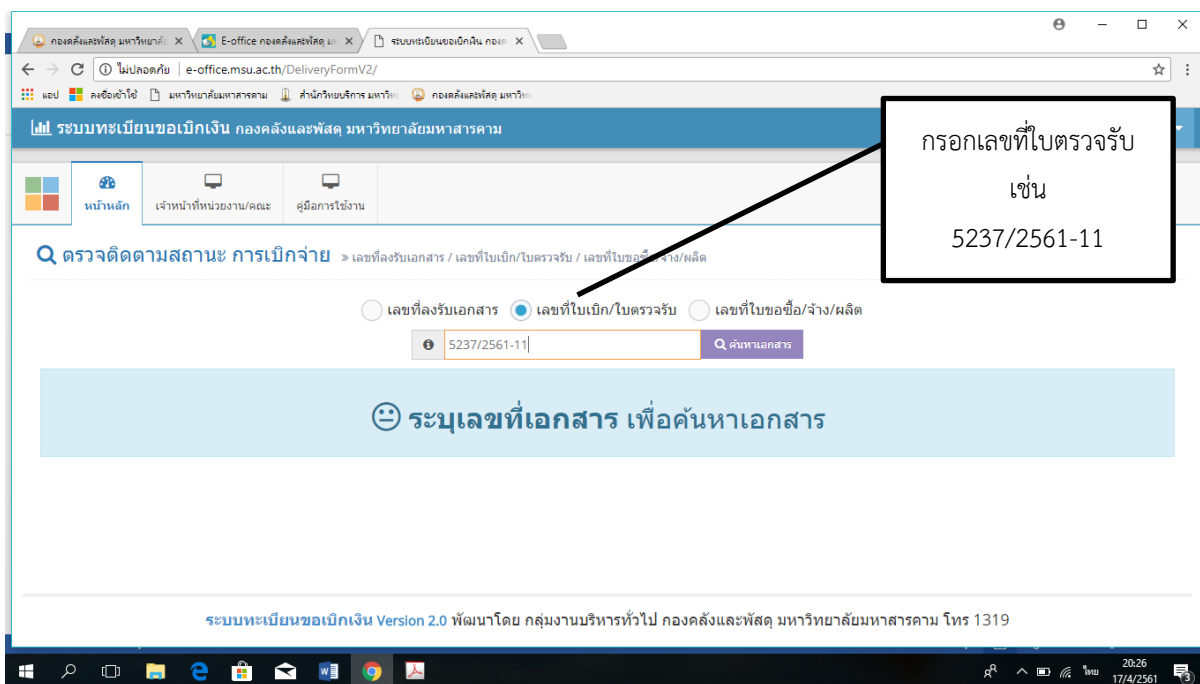 กองคลังและพัสดุ มหาวิทยาลั
E-office กองคลังและพัสดุ ม
ระบบทะเบียนขอเบิกเงิน กองค
ไม่ปลอดภัย | e-office.msu.ac.th/DeliveryFormV2/
แอป ลงชื่อเข้าใช้ มหาวิทยาลัยมหาสารคาม สำนักวิทยบริการ มหาวิท กองคลังและพัสดุ มหาวิท
ระบบทะเบียนขอเบิกเงิน กองคลังและพัสดุ มหาวิทยาลัยมหาสารคาม
กรอกเลขที่ใบตรวจรับ
เช่น
5237/2561-11
หน้าหลัก เจ้าหน้าที่หน่วยงาน/คณะ คู่มือการใช้งาน
ตรวจติดตามสถานะ การเบิกจ่าย » เลขที่ลงรับเอกสาร / เลขที่ใบเบิก/ใบตรวจรับ / เลขที่ใบขอซื้อ/จ้าง/ผลิต
เลขที่ลงรับเอกสาร เลขที่ใบเบิก/ใบตรวจรับ เลขที่ใบขอซื้อ/จ้าง/ผลิต
5237/2561-11 ค้นหาเอกสาร
ระบุเลขที่เอกสาร เพื่อค้นหาเอกสาร
ระบบทะเบียนขอเบิกเงิน Version 2.0 พัฒนาโดย กลุ่มงานบริหารทั่วไป กองคลังและพัสดุ มหาวิทยาลัยมหาสารคาม โทร 1319
ไทย 20:26
17/4/2561 3